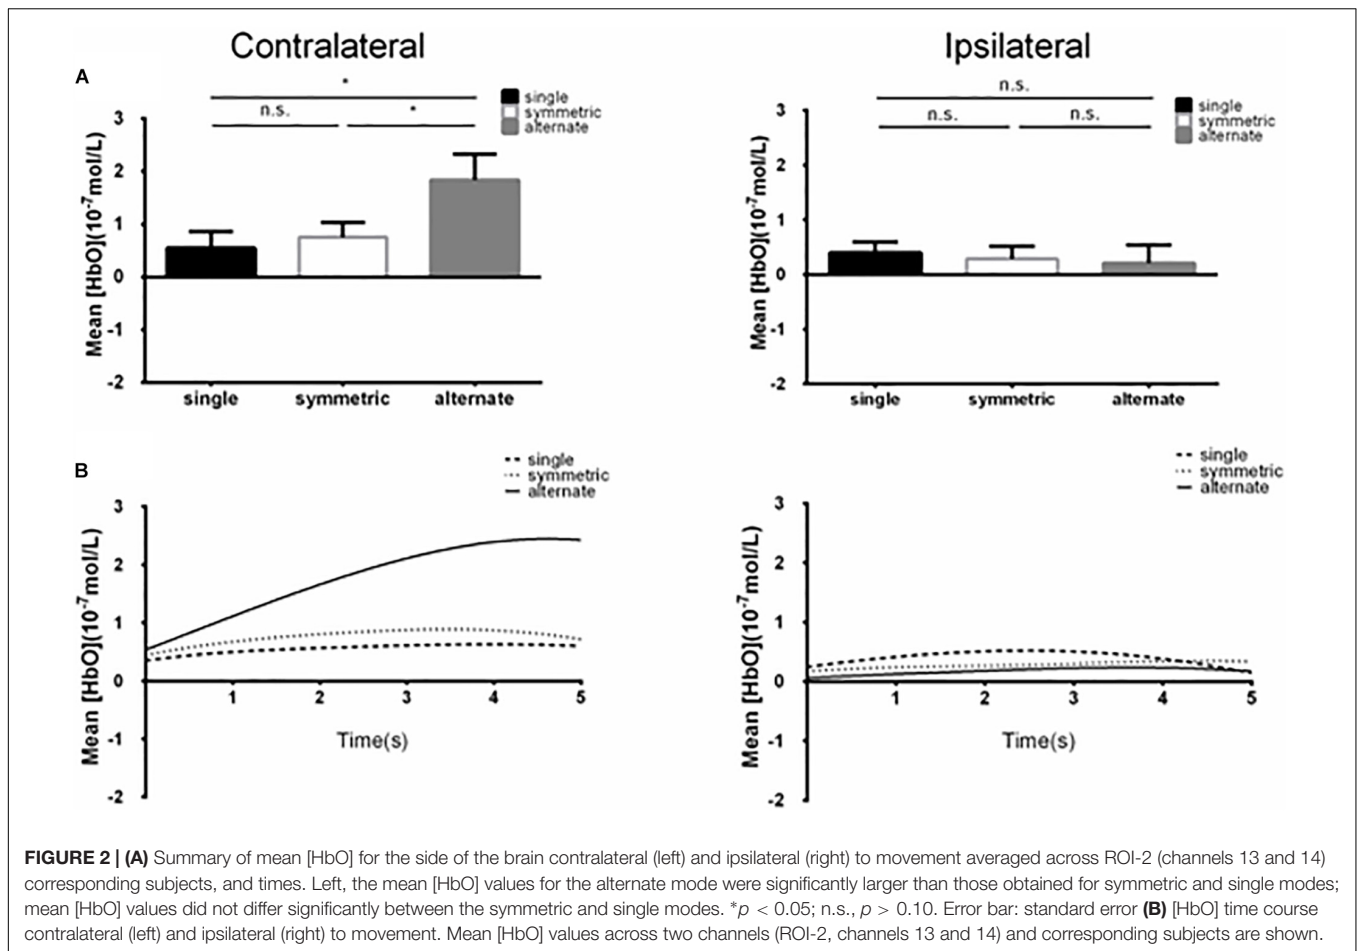 Contralateral
Ipsilateral
A
*
n.s.
*
single
symmetric
alternate
Mean [HbO](10⁻⁷mol/L)
3
2
1
0
-1
-2
single
symmetric
alternate
n.s.
n.s.
n.s.
single
symmetric
alternate
Mean [HbO](10⁻⁷mol/L)
3
2
1
0
-1
-2
single
symmetric
alternate
B
single
symmetric
alternate
Mean [HbO](10⁻⁷mol/L)
3
2
1
0
-1
-2
1
2
3
4
5
Time(s)
single
symmetric
alternate
Mean [HbO](10⁻⁷mol/L)
3
2
1
0
-1
-2
1
2
3
4
5
Time(s)
FIGURE 2 | (A) Summary of mean [HbO] for the side of the brain contralateral (left) and ipsilateral (right) to movement averaged across ROI-2 (channels 13 and 14)
corresponding subjects, and times. Left, the mean [HbO] values for the alternate mode were significantly larger than those obtained for symmetric and single modes;
mean [HbO] values did not differ significantly between the symmetric and single modes. *p < 0.05; n.s., p > 0.10. Error bar: standard error (B) [HbO] time course
contralateral (left) and ipsilateral (right) to movement. Mean [HbO] values across two channels (ROI-2, channels 13 and 14) and corresponding subjects are shown.